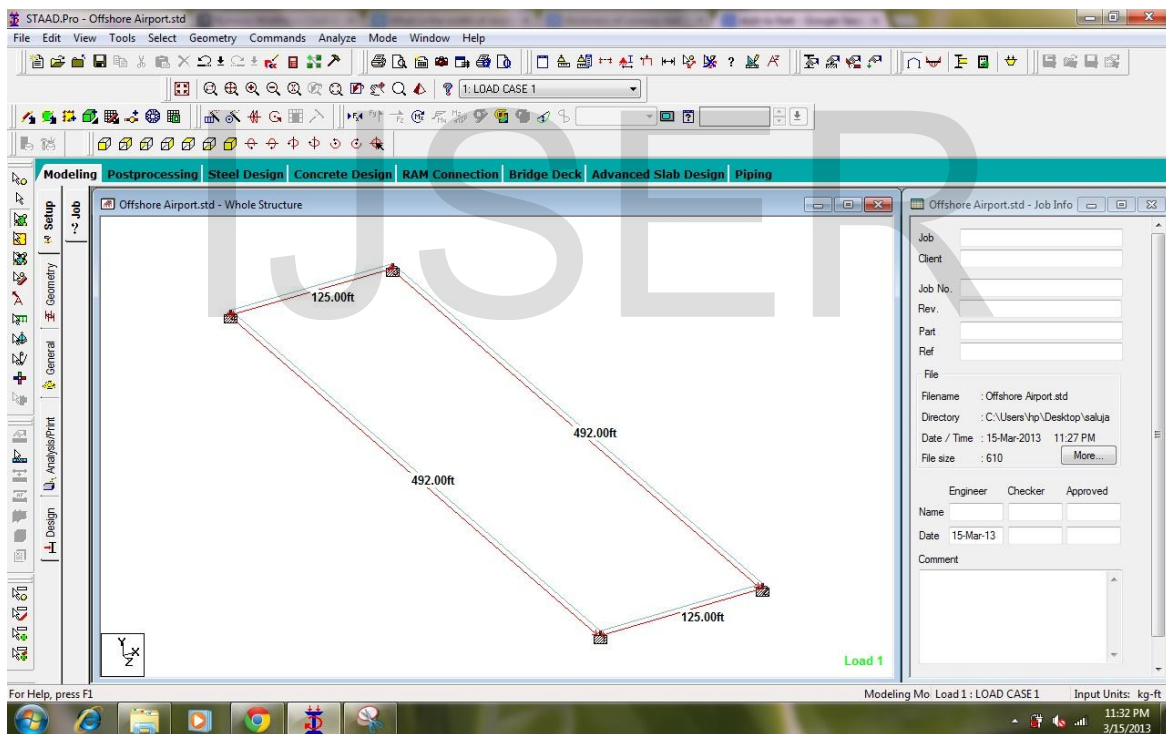 STAAD.Pro - Offshore Airport.std
File Edit View Tools Select Geometry Commands Analyze Mode Window Help
1: LOAD CASE 1
Modeling Postprocessing Steel Design Concrete Design RAM Connection Bridge Deck Advanced Slab Design Piping
Setup
Geometry
General
Analysis/Print
Design
? Job
Offshore Airport.std - Whole Structure
125.00ft
492.00ft
492.00ft
125.00ft
Y
X
Z
Load 1
Offshore Airport.std - Job Info
Job
Client
Job No.
Rev.
Part
Ref
File
Filename : Offshore Airport.std
Directory : C:\Users\hp\Desktop\saluja
Date / Time : 15-Mar-2013 11:27 PM
File size : 610 More...
Engineer Checker Approved
Name
Date 15-Mar-13
Comment
IJSER
For Help, press F1
Modeling Mo Load 1 : LOAD CASE 1 Input Units: kg-ft
11:32 PM
3/15/2013